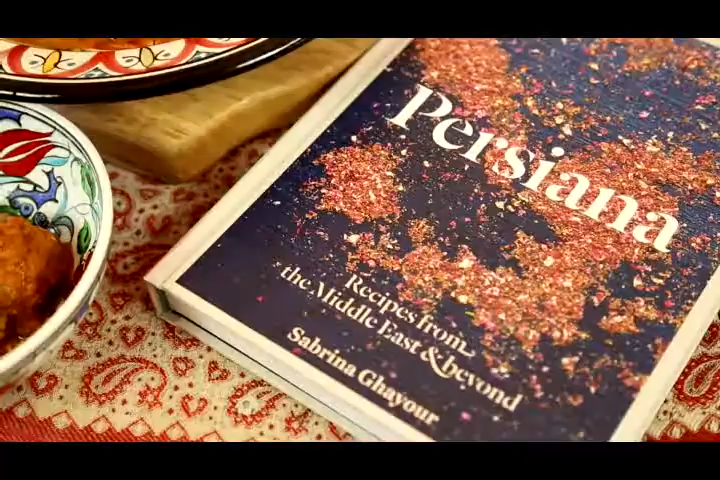 Persiana
Recipes from
the Middle East & beyond
Sabrina Ghayour